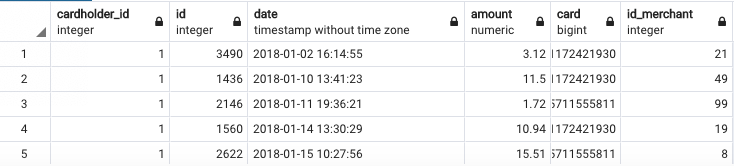 cardholder_id id date amount card id_merchant
integer integer timestamp without time zone numeric bigint integer
1 1 3490 2018-01-02 16:14:55 3.12 1172421930 21
2 1 1436 2018-01-10 13:41:23 11.5 1172421930 49
3 1 2146 2018-01-11 19:36:21 1.72 5711555811 99
4 1 1560 2018-01-14 13:30:29 10.94 1172421930 19
5 1 2622 2018-01-15 10:27:56 15.51 5711555811 8